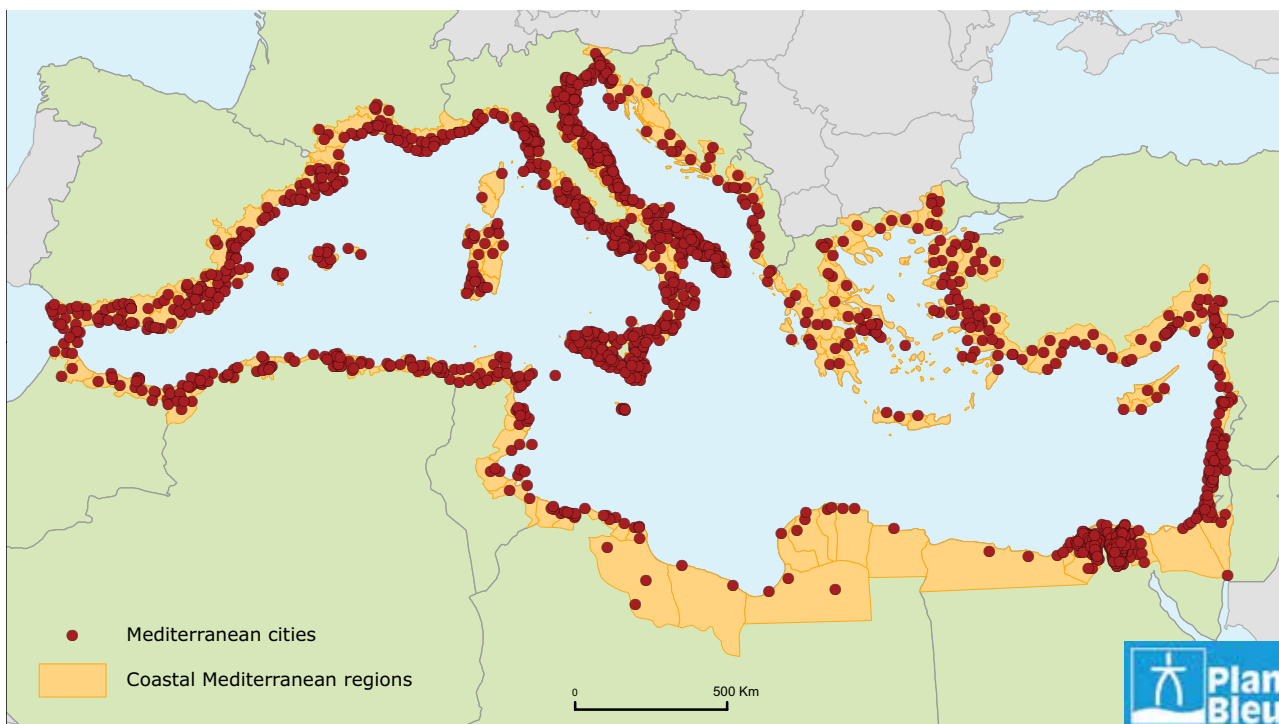 Mediterranean cities
Coastal Mediterranean regions
0
500 Km
Plan
Bleu